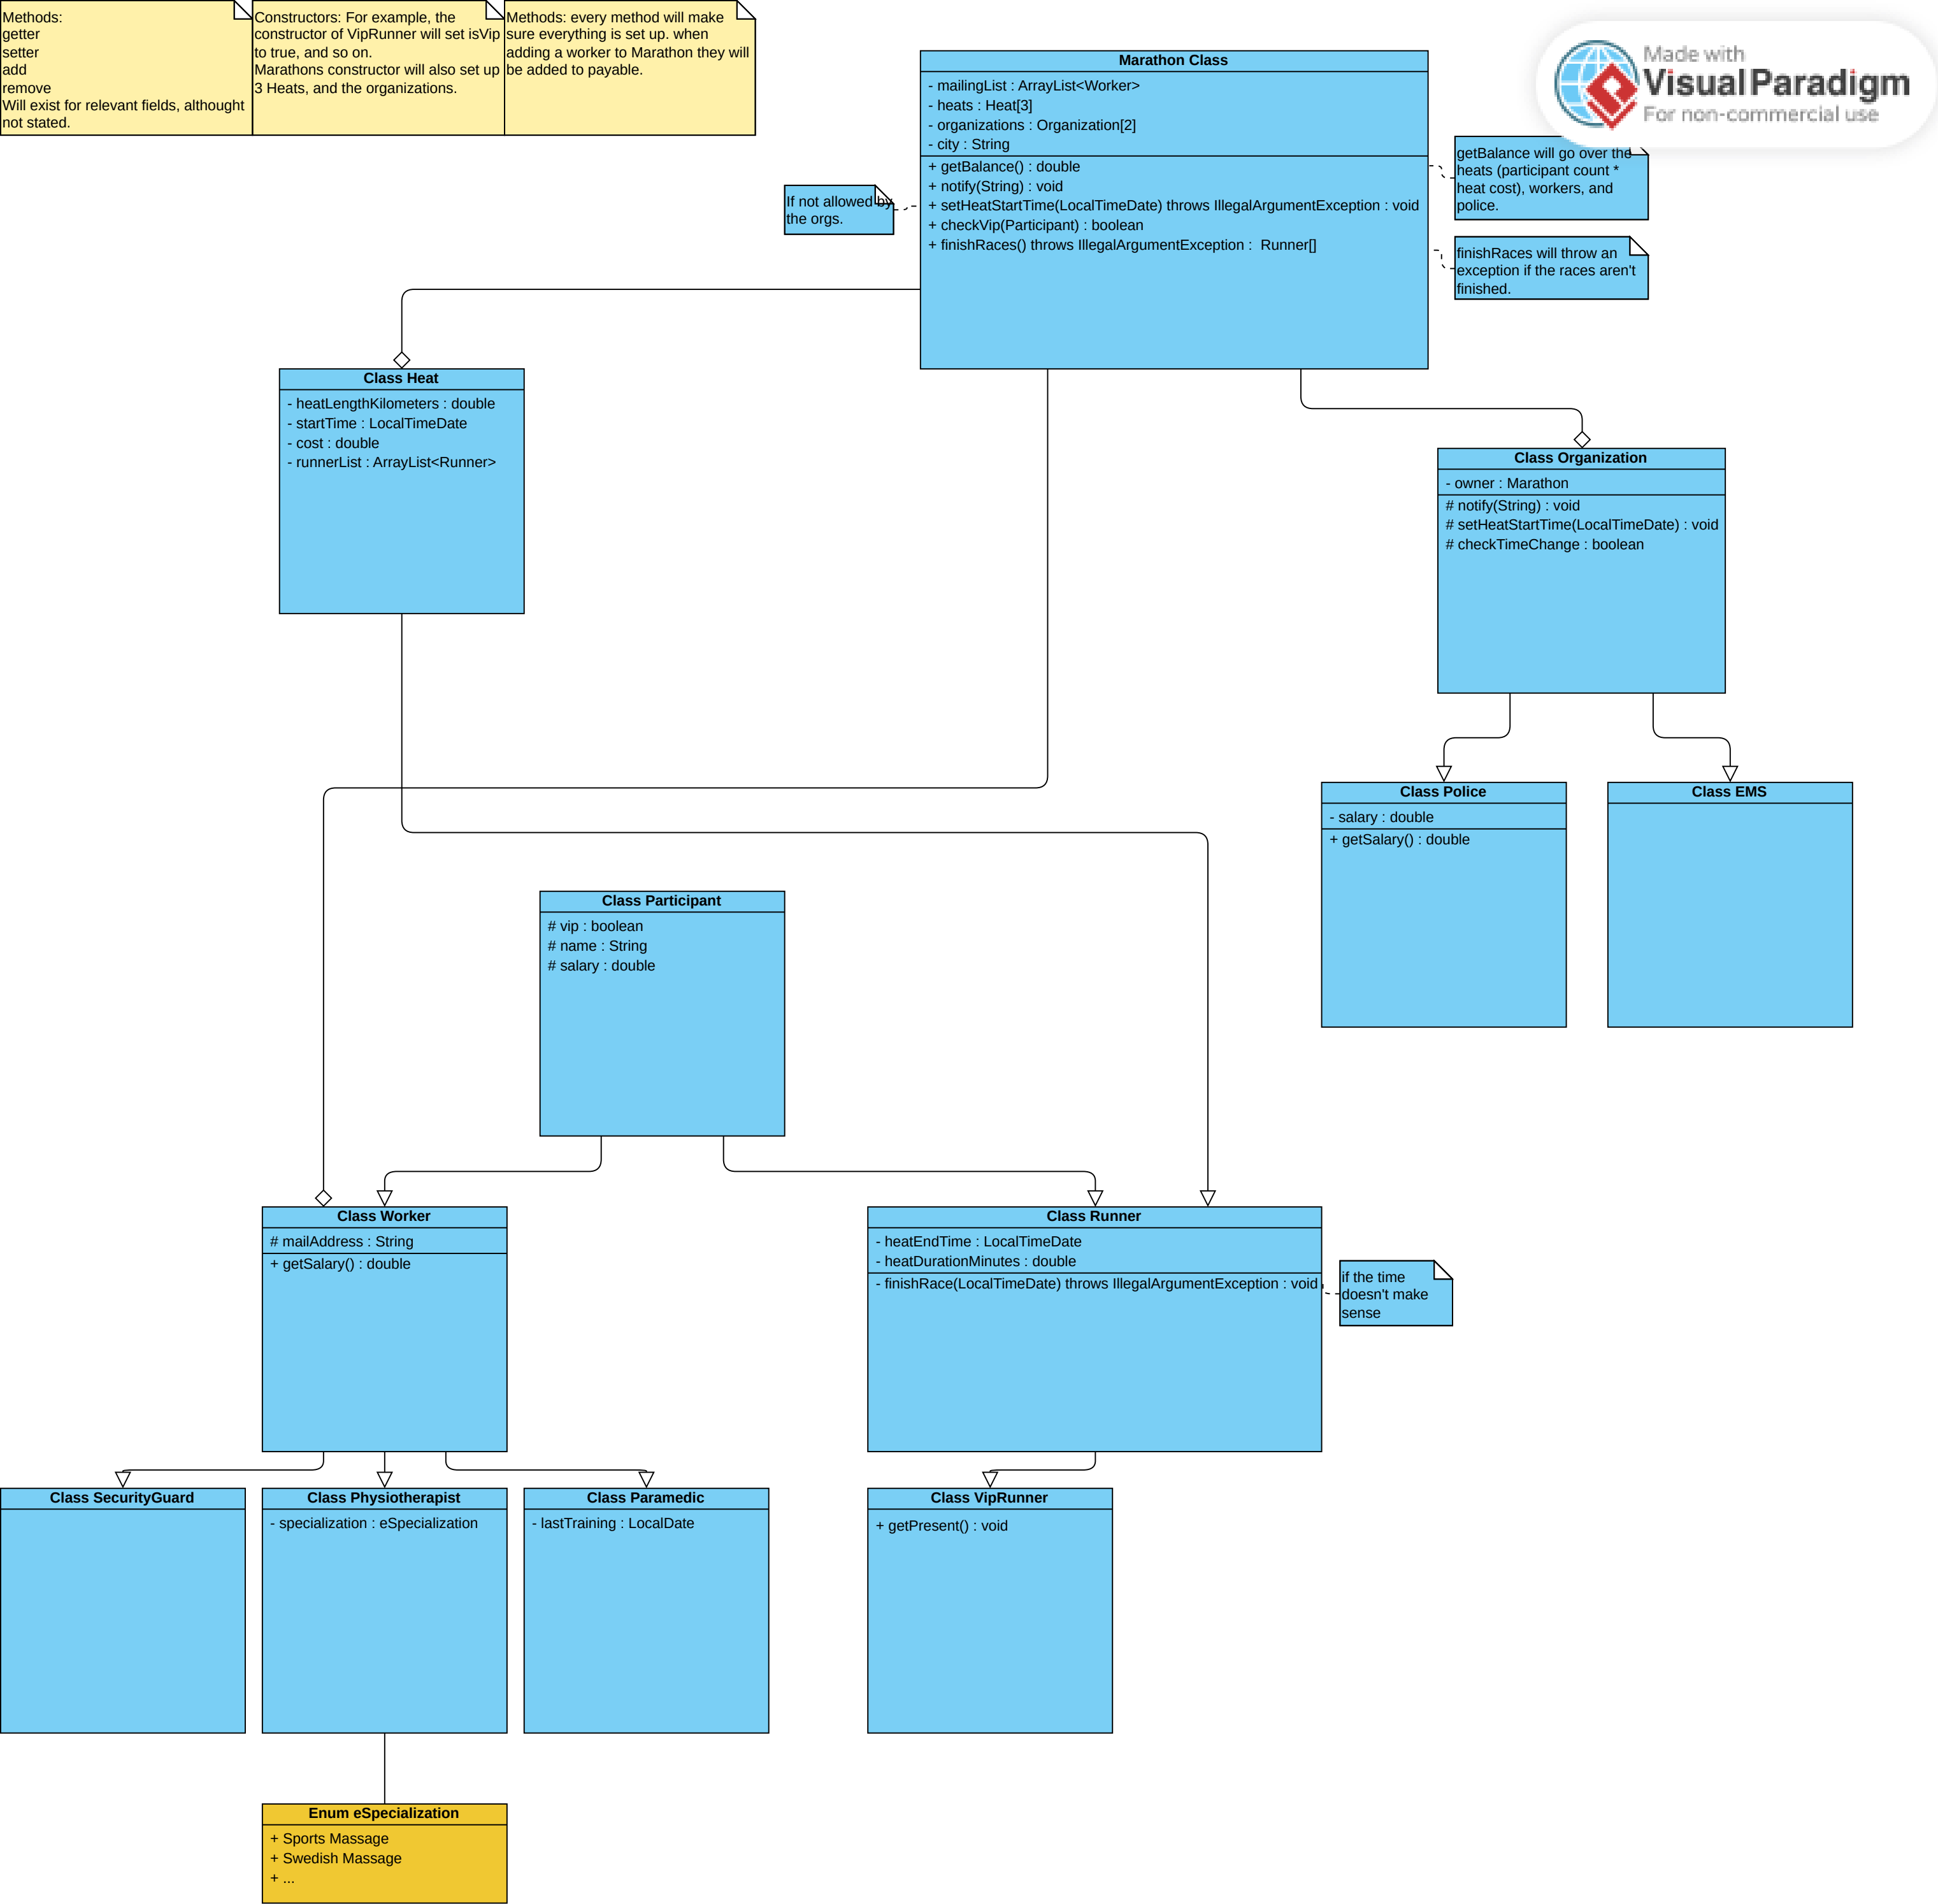 Methods:
getter
setter
add
remove
Will exist for relevant fields, althought
not stated.
Constructors: For example, the
constructor of VipRunner will set isVip
to true, and so on.
Marathons constructor will also set up
3 Heats, and the organizations.
Methods: every method will make
sure everything is set up. when
adding a worker to Marathon they will
be added to payable.
Made with
Visual Paradigm
For non-commercial use
Marathon Class
- mailingList : ArrayList<Worker>
- heats : Heat[3]
- organizations : Organization[2]
- city : String
+ getBalance() : double
+ notify(String) : void
+ setHeatStartTime(LocalTimeDate) throws IllegalArgumentException : void
+ checkVip(Participant) : boolean
+ finishRaces() throws IllegalArgumentException :  Runner[]
If not allowed by
the orgs.
getBalance will go over the
heats (participant count *
heat cost), workers, and
police.
finishRaces will throw an
exception if the races aren't
finished.
Class Heat
- heatLengthKilometers : double
- startTime : LocalTimeDate
- cost : double
- runnerList : ArrayList<Runner>
Class Organization
- owner : Marathon
# notify(String) : void
# setHeatStartTime(LocalTimeDate) : void
# checkTimeChange : boolean
Class Police
- salary : double
+ getSalary() : double
Class EMS
Class Participant
# vip : boolean
# name : String
# salary : double
Class Worker
# mailAddress : String
+ getSalary() : double
Class Runner
- heatEndTime : LocalTimeDate
- heatDurationMinutes : double
- finishRace(LocalTimeDate) throws IllegalArgumentException : void
if the time
doesn't make
sense
Class SecurityGuard
Class Physiotherapist
- specialization : eSpecialization
Class Paramedic
- lastTraining : LocalDate
Class VipRunner
+ getPresent() : void
Enum eSpecialization
+ Sports Massage
+ Swedish Massage
+ ...